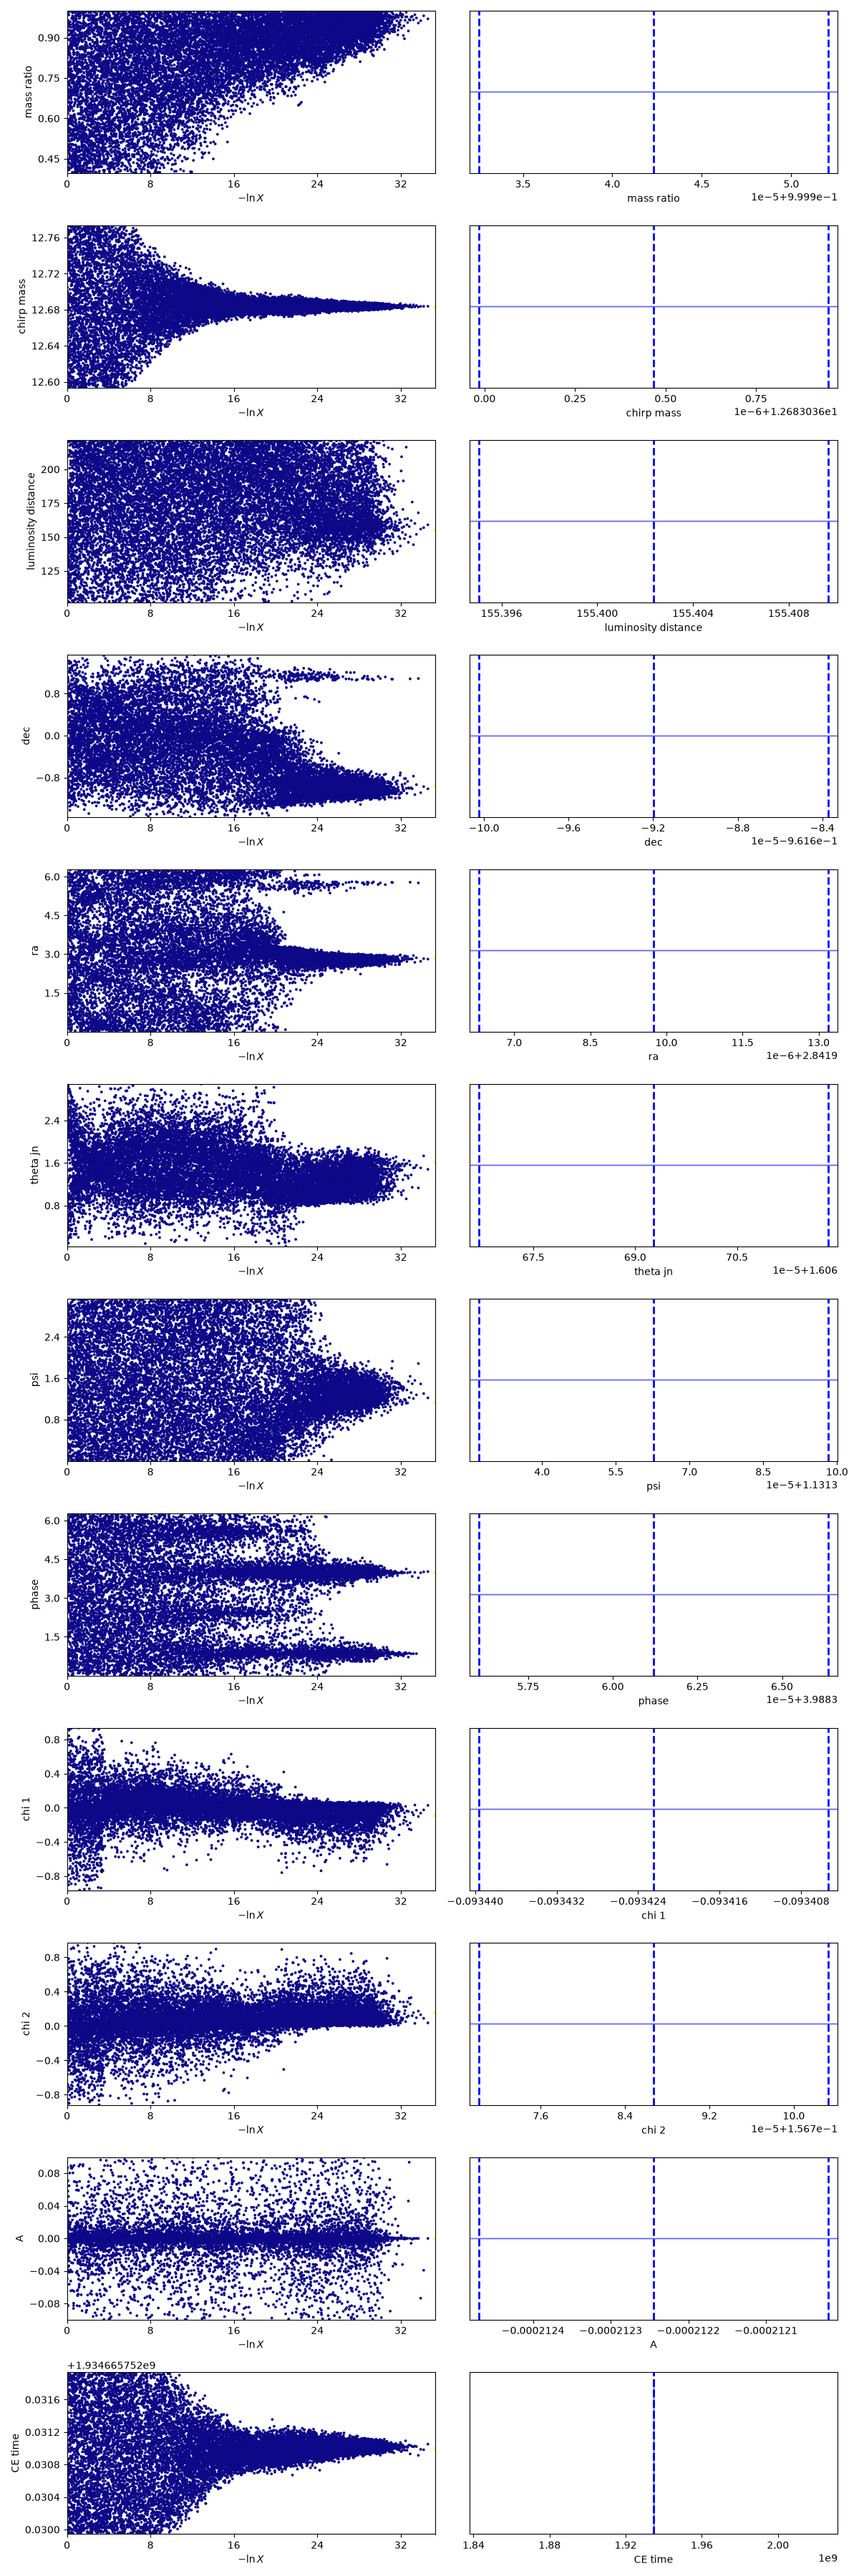 0.90
0.75
0.60
0.45
mass ratio
0 8 16 24 32
−ln X
3.5 4.0 4.5 5.0
mass ratio
1e−5+9.999e−1
12.76
12.72
12.68
12.64
12.60
chirp mass
0 8 16 24 32
−ln X
0.00 0.25 0.50 0.75
chirp mass
1e−6+1.2683036e1
200
175
150
125
luminosity distance
0 8 16 24 32
−ln X
155.396 155.400 155.404 155.408
luminosity distance
0.8
0.0
−0.8
dec
0 8 16 24 32
−ln X
−10.0 −9.6 −9.2 −8.8 −8.4
dec
1e−5−9.616e−1
6.0
4.5
3.0
1.5
ra
0 8 16 24 32
−ln X
7.0 8.5 10.0 11.5 13.0
ra
1e−6+2.8419
2.4
1.6
0.8
theta jn
0 8 16 24 32
−ln X
67.5 69.0 70.5
theta jn
1e−5+1.606
2.4
1.6
0.8
psi
0 8 16 24 32
−ln X
4.0 5.5 7.0 8.5 10.0
psi
1e−5+1.1313
6.0
4.5
3.0
1.5
phase
0 8 16 24 32
−ln X
5.75 6.00 6.25 6.50
phase
1e−5+3.9883
0.8
0.4
0.0
−0.4
−0.8
chi 1
0 8 16 24 32
−ln X
−0.093440 −0.093432 −0.093424 −0.093416 −0.093408
chi 1
0.8
0.4
0.0
−0.4
−0.8
chi 2
0 8 16 24 32
−ln X
7.6 8.4 9.2 10.0
chi 2
1e−5+1.567e−1
0.08
0.04
0.00
−0.04
−0.08
A
0 8 16 24 32
−ln X
−0.0002124 −0.0002123 −0.0002122 −0.0002121
A
+1.934665752e9
0.0316
0.0312
0.0308
0.0304
0.0300
CE time
0 8 16 24 32
−ln X
1.84 1.88 1.92 1.96 2.00
CE time
1e9